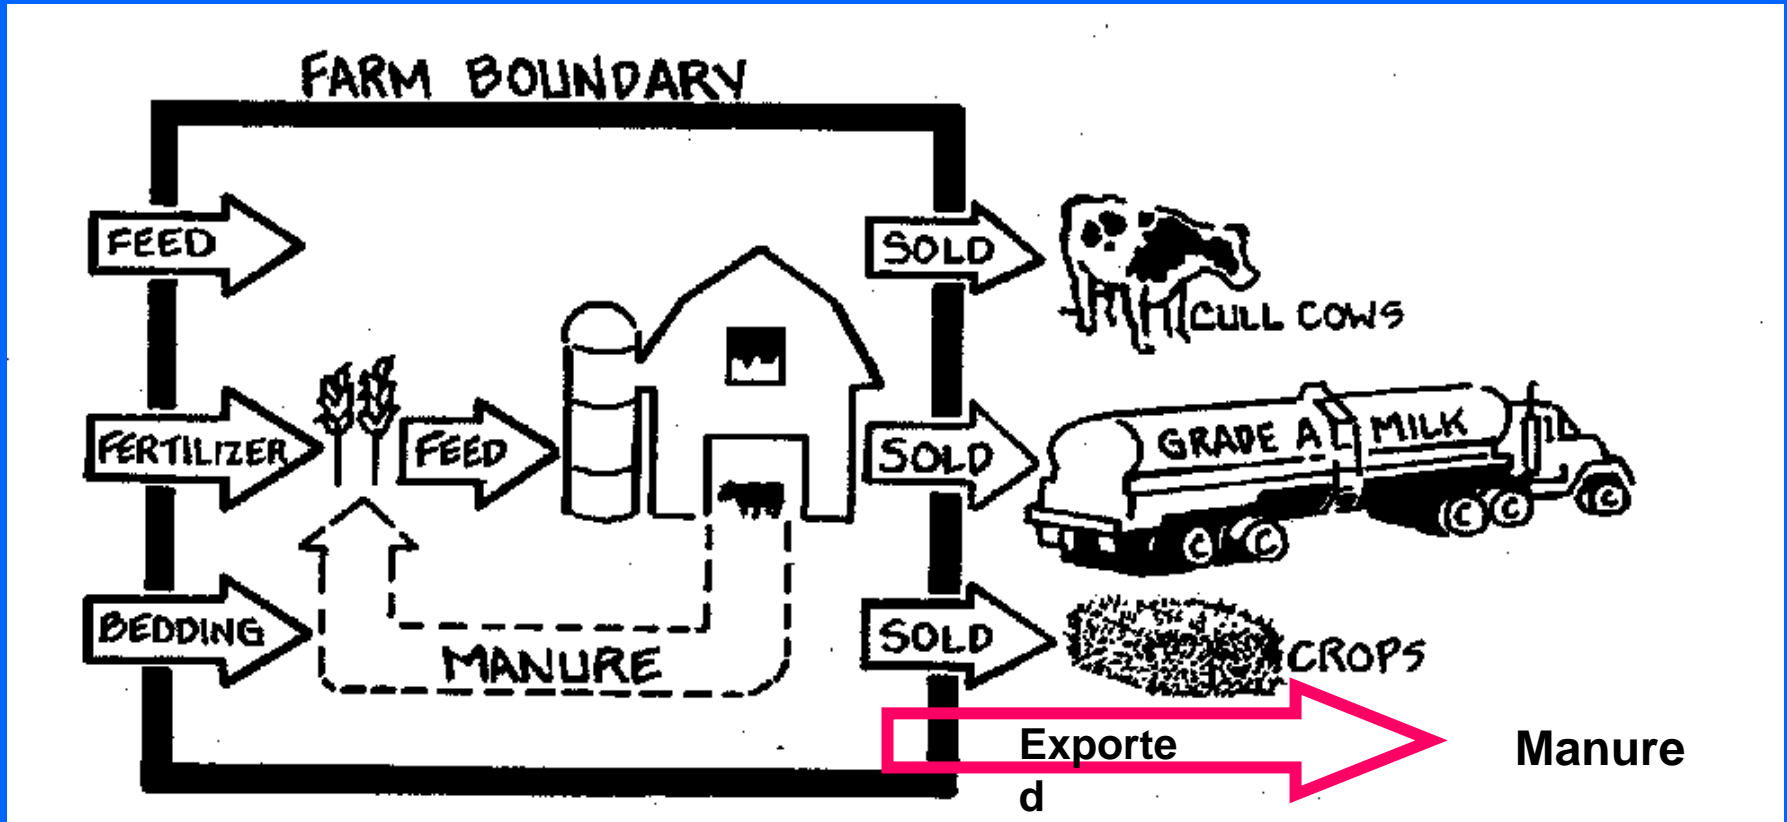 FARM BOUNDARY
FEED
SOLD
CULL COWS
FERTILIZER
FEED
SOLD
GRADE A MILK
BEDDING
MANURE
SOLD
CROPS
Exporte
d
Manure